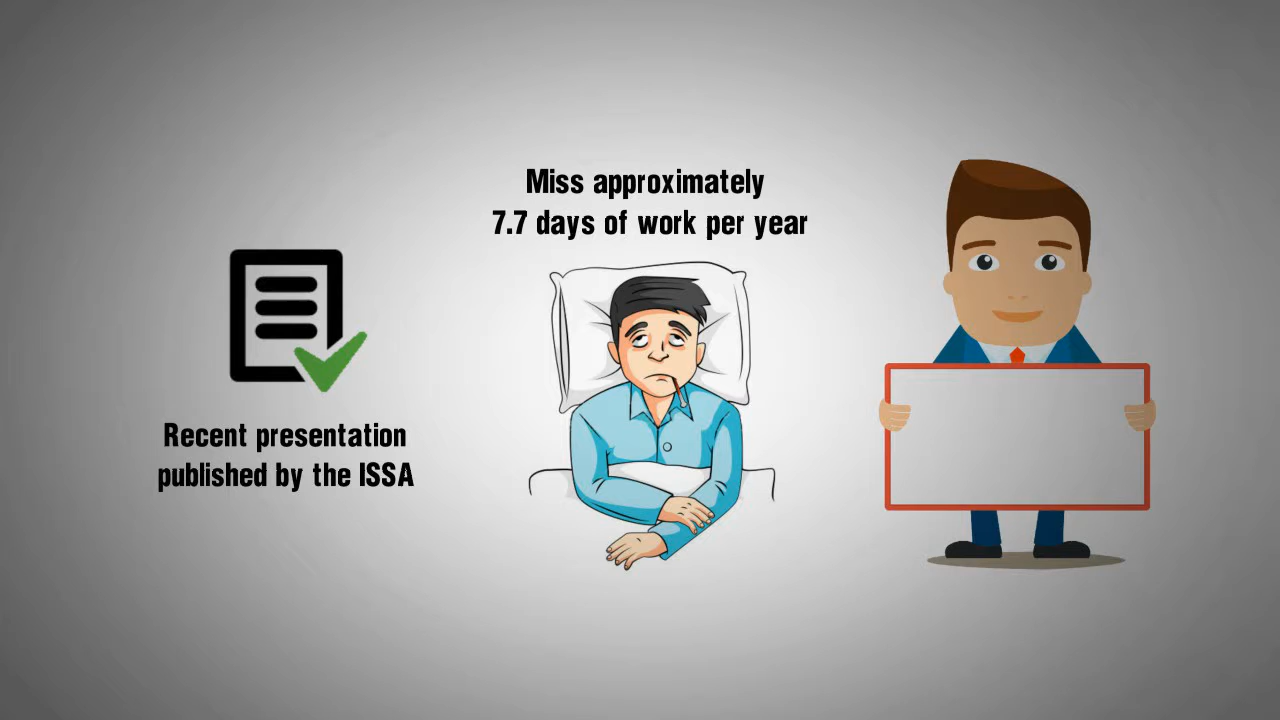 Miss approximately
7.7 days of work per year
Recent presentation
published by the ISSA